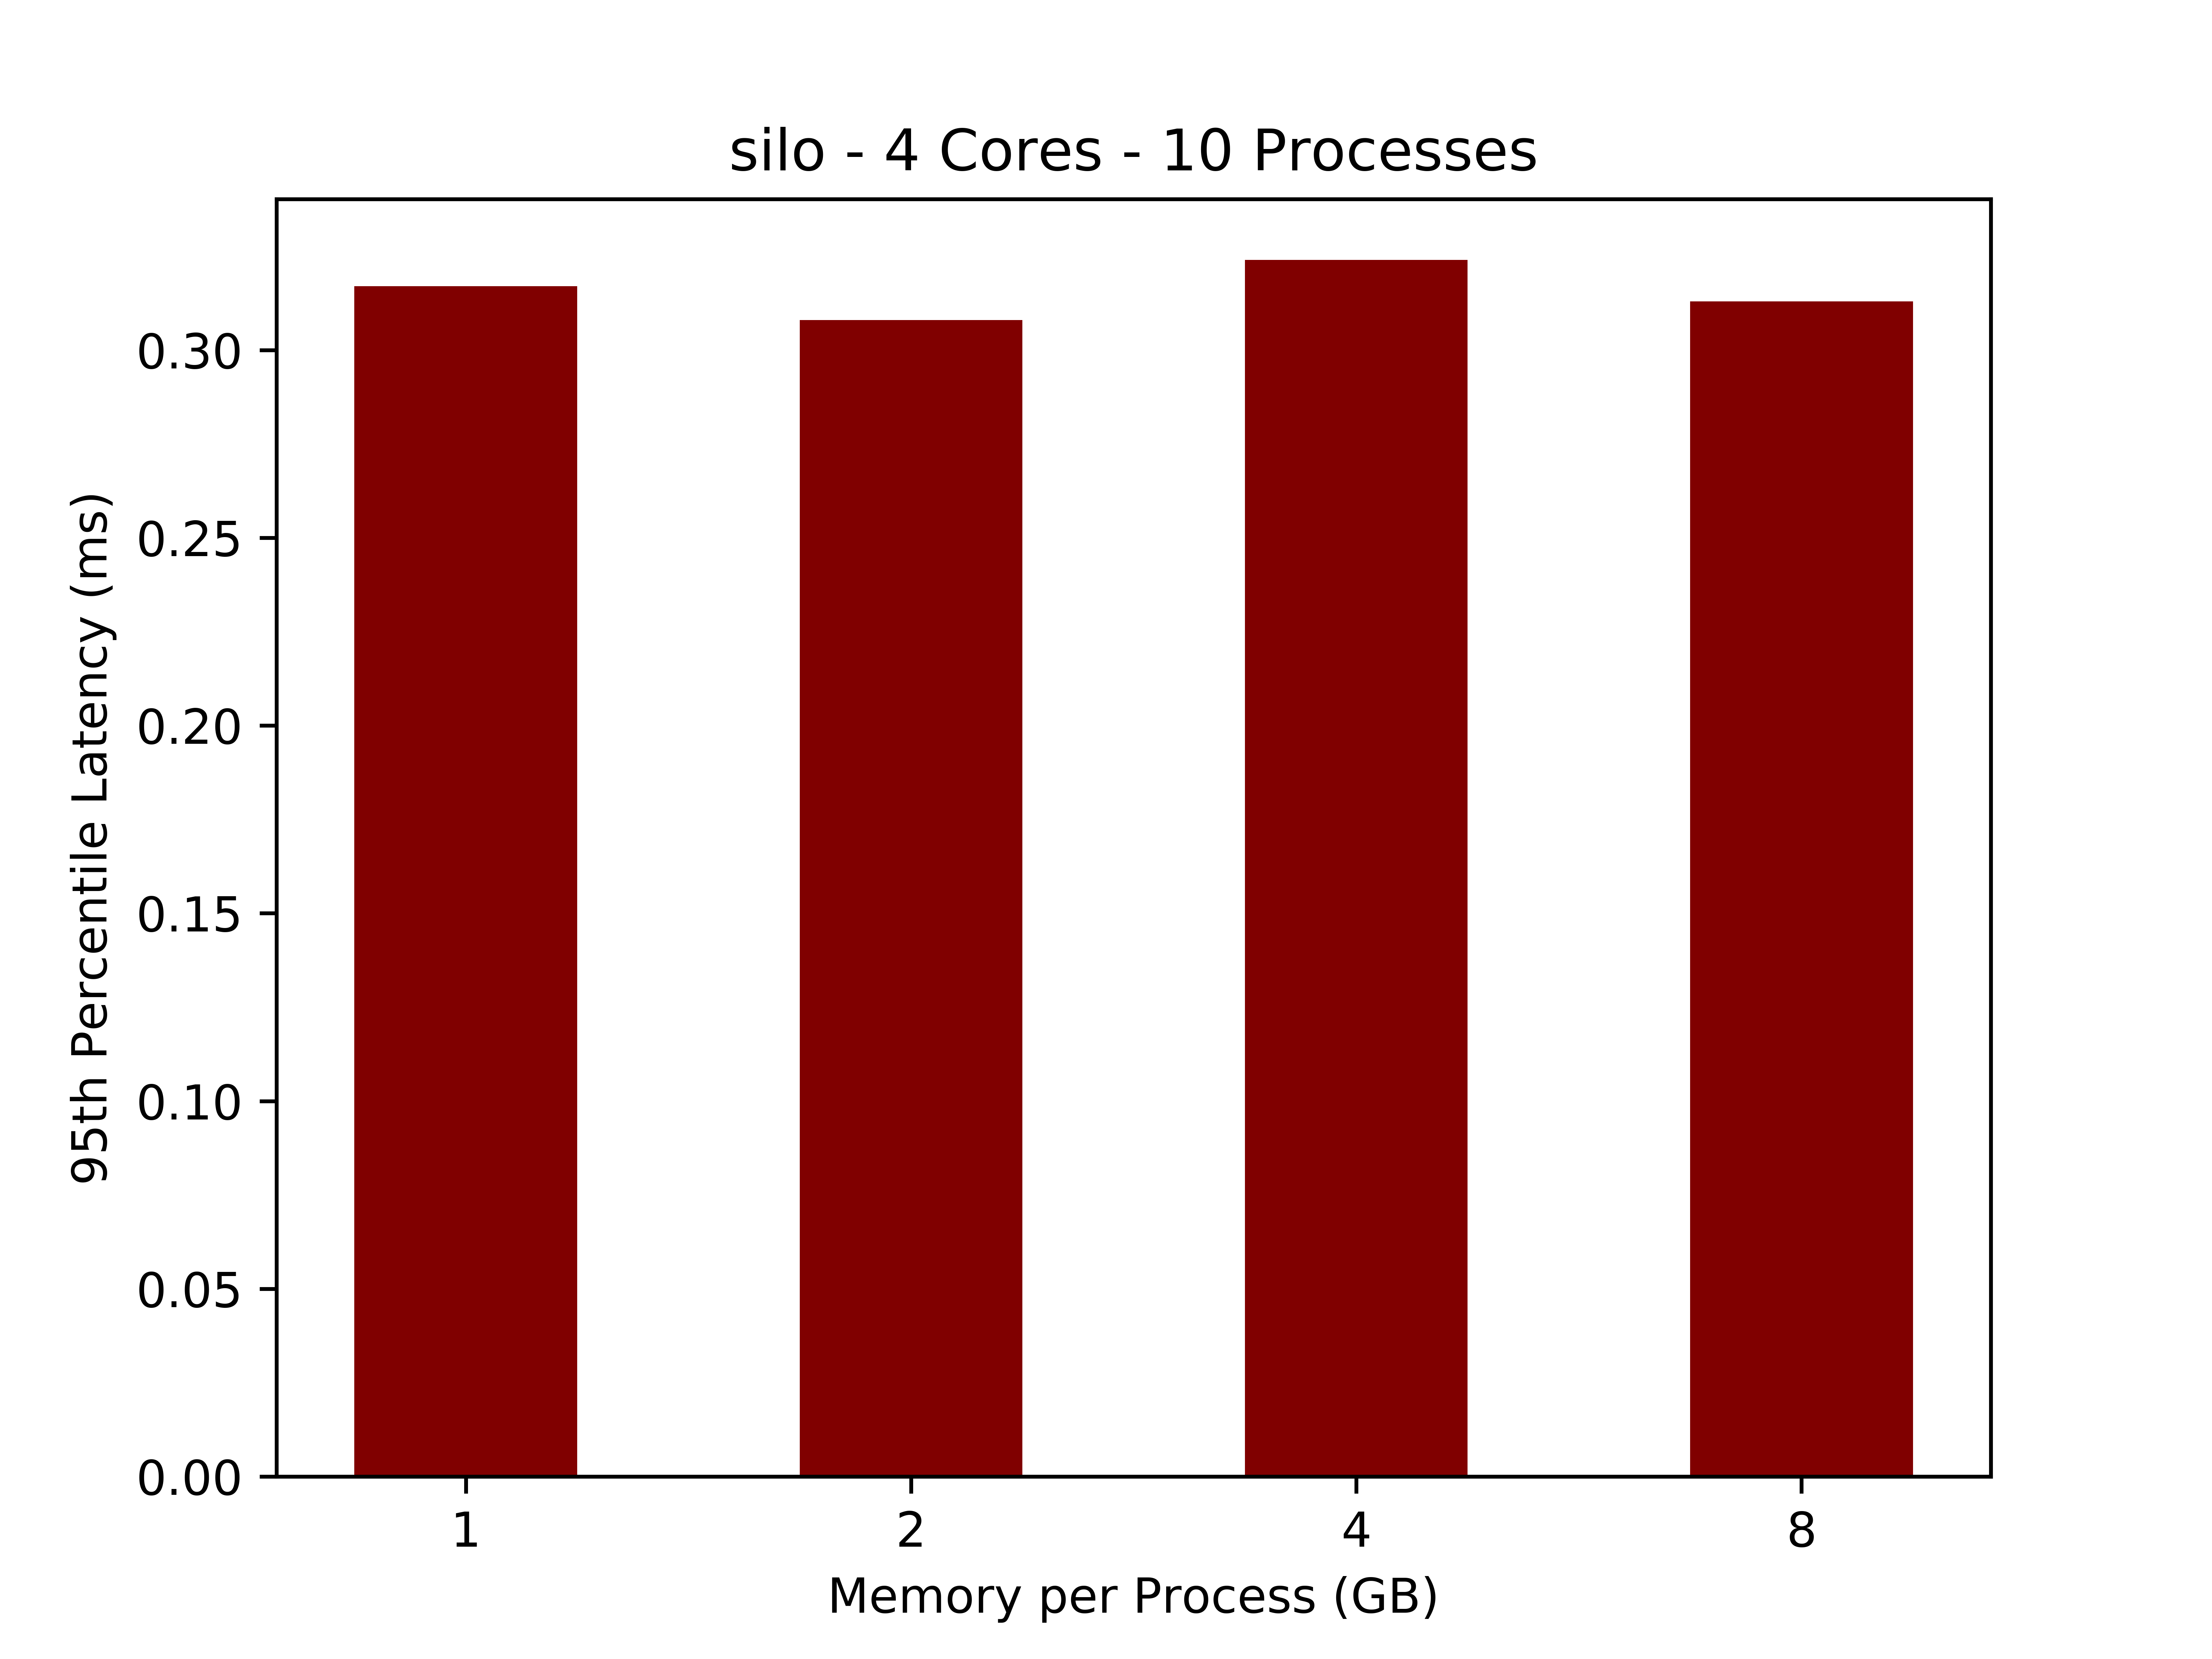 silo - 4 Cores - 10 Processes
95th Percentile Latency (ms)
0.30
0.25
0.20
0.15
0.10
0.05
0.00
1 2 4 8
Memory per Process (GB)